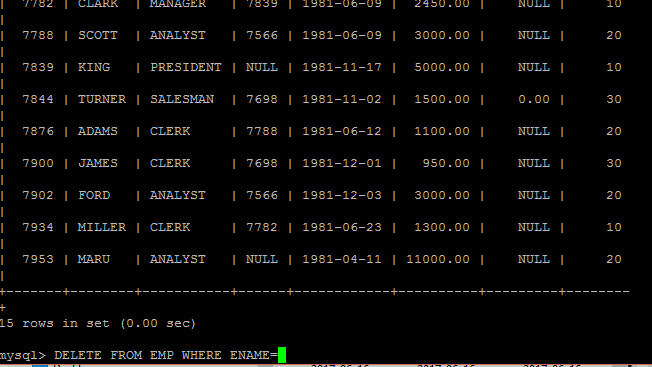 | 7782 | CLARK | MANAGER | 7839 | 1981-06-09 | 2450.00 | NULL | 10
|
| 7788 | SCOTT | ANALYST | 7566 | 1981-06-09 | 3000.00 | NULL | 20
|
| 7839 | KING | PRESIDENT | NULL | 1981-11-17 | 5000.00 | NULL | 10
|
| 7844 | TURNER | SALESMAN | 7698 | 1981-11-02 | 1500.00 | 0.00 | 30
|
| 7876 | ADAMS | CLERK | 7788 | 1981-06-12 | 1100.00 | NULL | 20
|
| 7900 | JAMES | CLERK | 7698 | 1981-12-01 | 950.00 | NULL | 30
|
| 7902 | FORD | ANALYST | 7566 | 1981-12-03 | 3000.00 | NULL | 20
|
| 7934 | MILLER | CLERK | 7782 | 1981-06-23 | 1300.00 | NULL | 10
|
| 7953 | MARU | ANALYST | NULL | 1981-04-11 | 11000.00 | NULL | 20
|
+-------+--------+-----------+------+------------+----------+---------+--------
+
15 rows in set (0.00 sec)
mysql> DELETE FROM EMP WHERE ENAME=